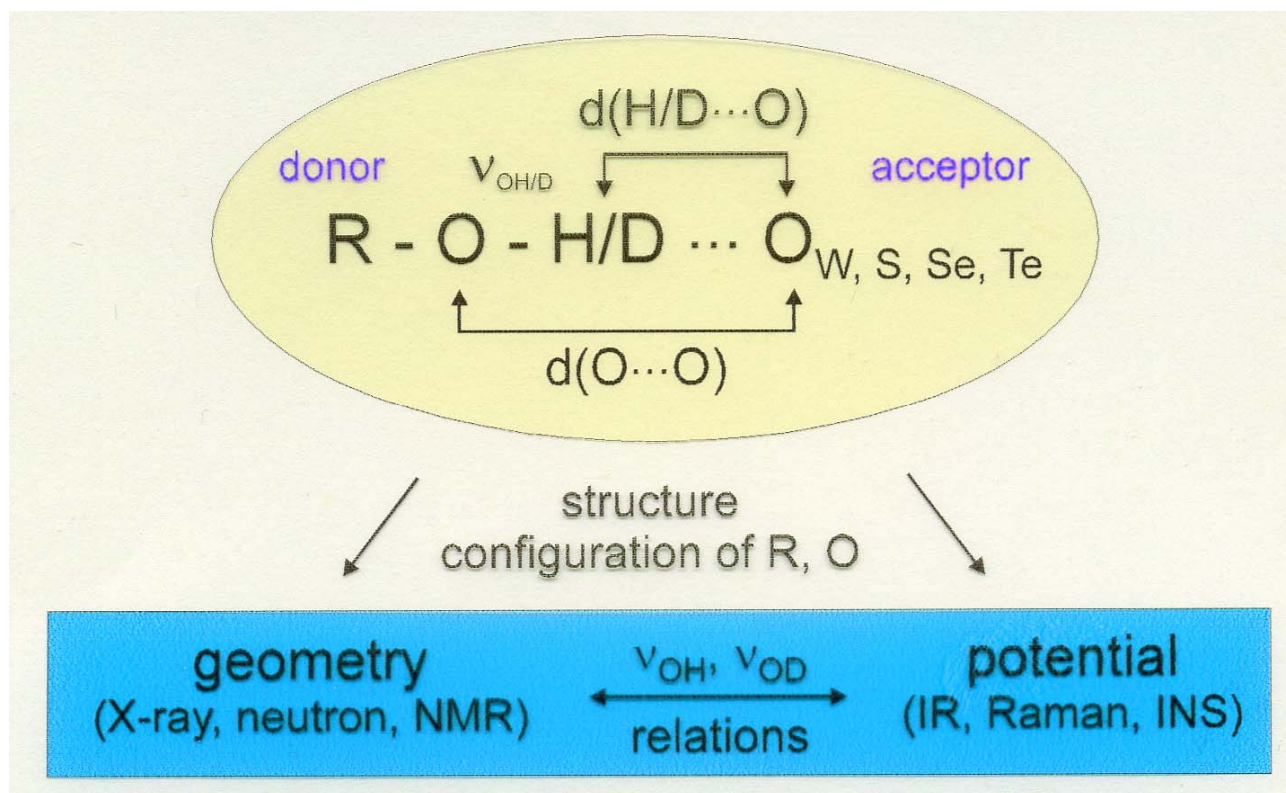 d(H/D···O)
donor ν_OH/D acceptor
R - O - H/D ··· O_W, S, Se, Te
d(O···O)
structure
configuration of R, O
geometry ν_OH, ν_OD potential
(X-ray, neutron, NMR) relations (IR, Raman, INS)